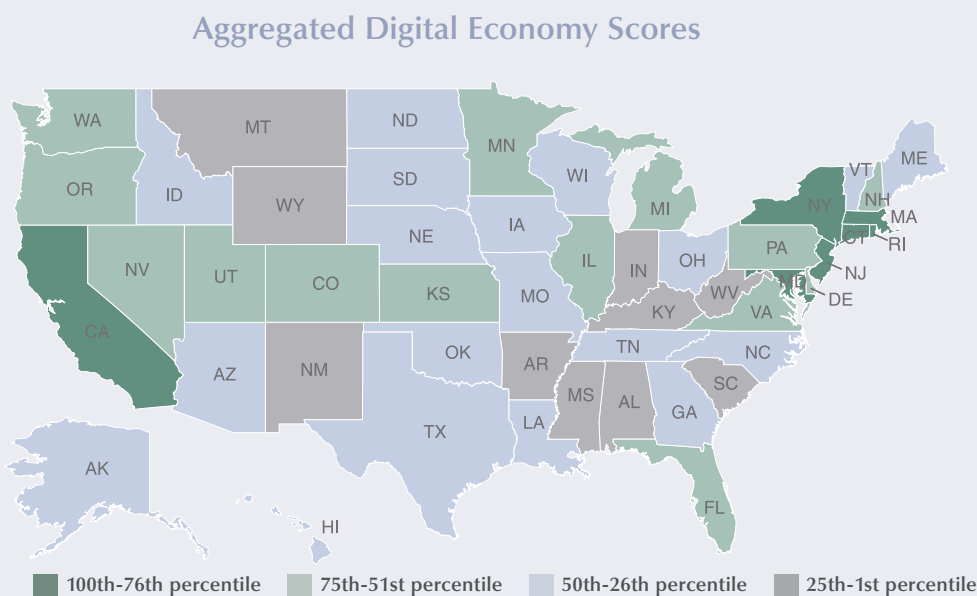 Aggregated Digital Economy Scores
WA
MT
ND
MN
ME
VT
OR
ID
SD
WI
NH
WY
MI
NY
MA
IA
NE
CT
RI
PA
NV
UT
CO
IL
IN
OH
NJ
MD
KS
MO
WV
DE
KY
VA
CA
TN
NC
OK
AZ
NM
AR
SC
MS
AL
GA
LA
TX
AK
FL
HI
100th-76th percentile 75th-51st percentile 50th-26th percentile 25th-1st percentile